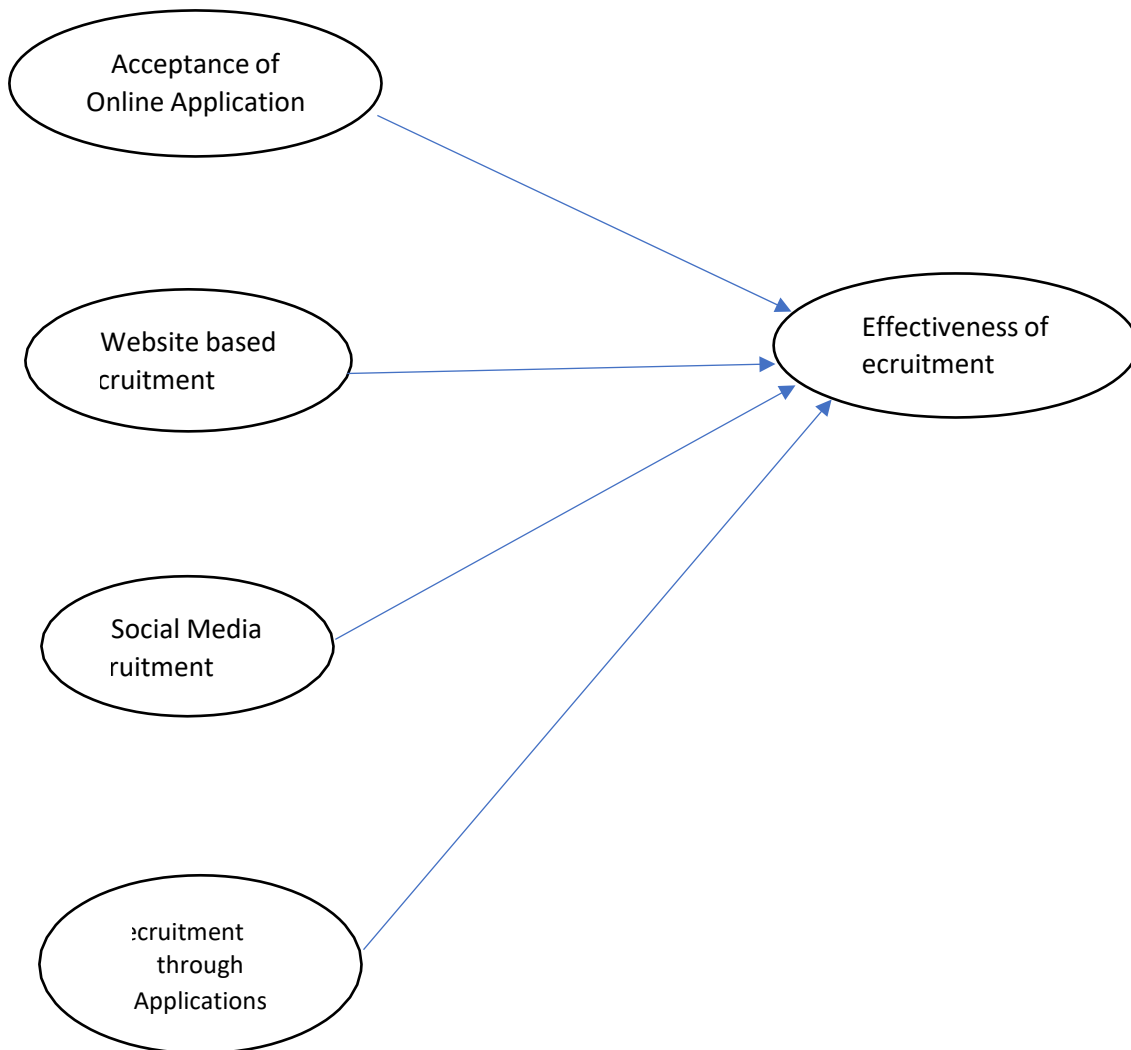 Acceptance of
Online Application
Website based
cruitment
Effectiveness of
ecruitment
Social Media
ruitment
ecruitment
through
Applications